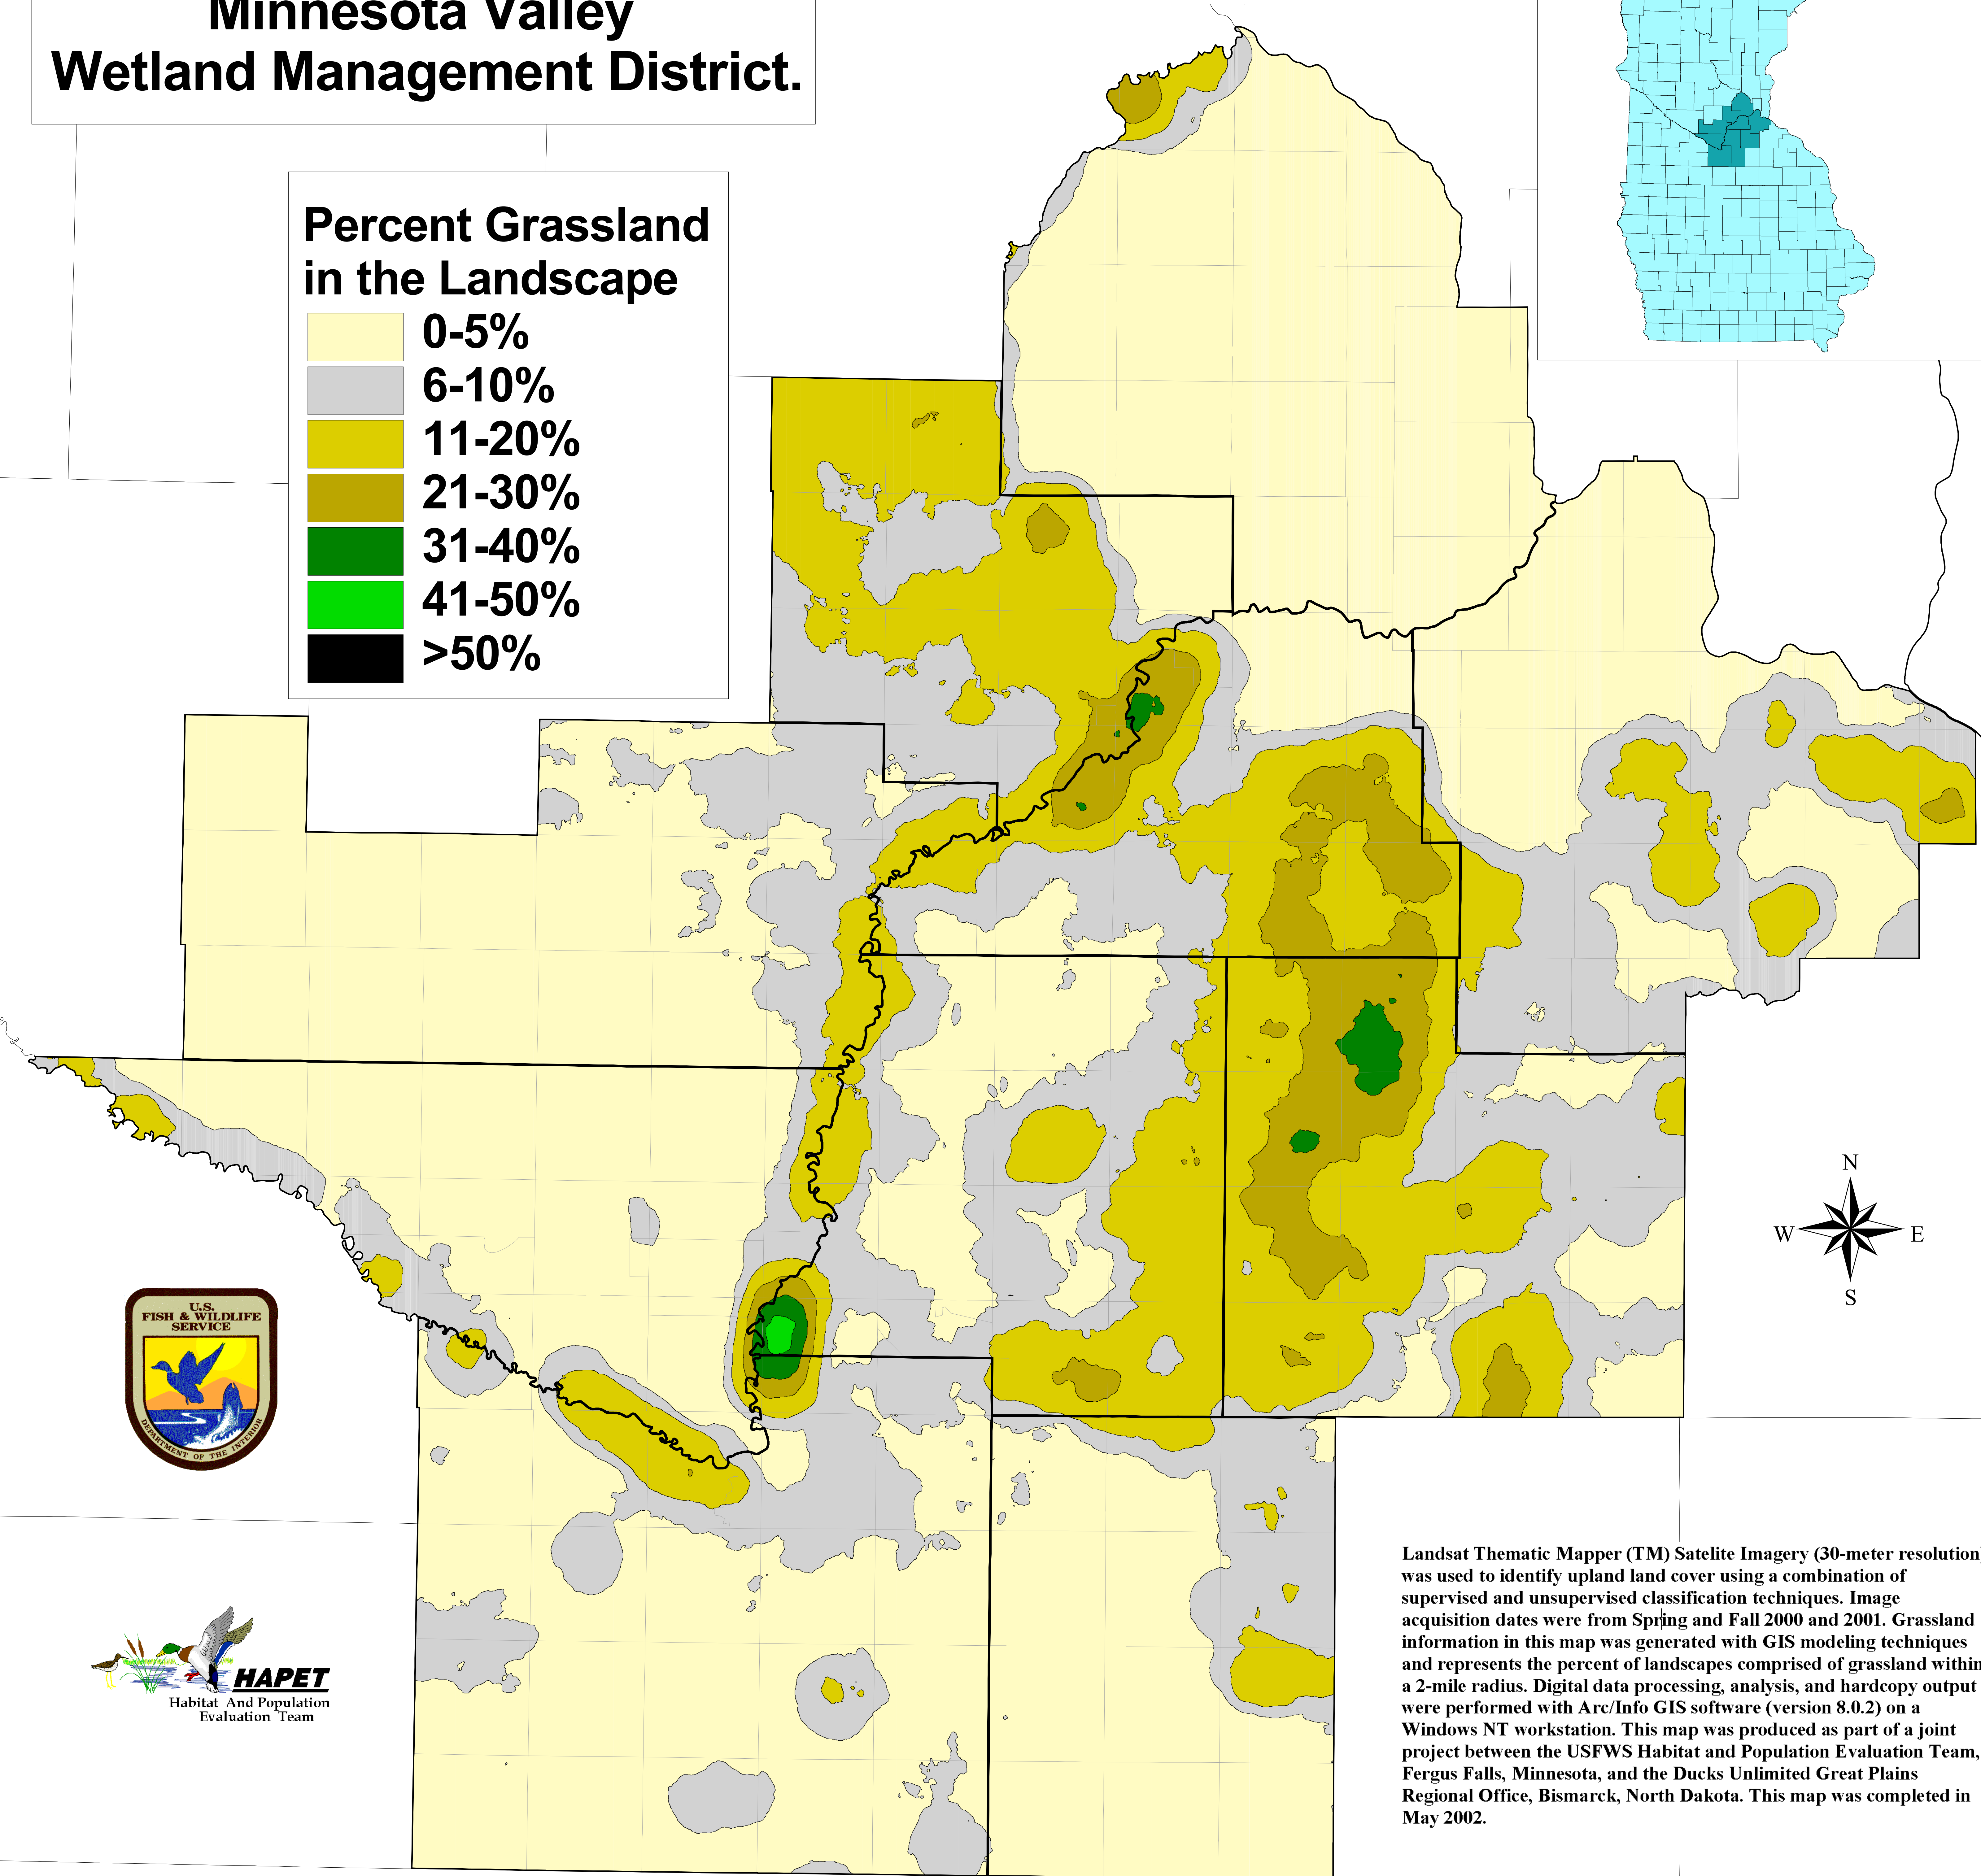 Minnesota Valley
Wetland Management District.
Percent Grassland
in the Landscape
0-5%
6-10%
11-20%
21-30%
31-40%
41-50%
>50%
N
W
E
S
U.S.
FISH & WILDLIFE
SERVICE
DEPARTMENT OF THE INTERIOR
HAPET
Habitat And Population
Evaluation Team
Landsat Thematic Mapper (TM) Satelite Imagery (30-meter resolution)
was used to identify upland land cover using a combination of
supervised and unsupervised classification techniques. Image
acquisition dates were from Spring and Fall 2000 and 2001. Grassland
information in this map was generated with GIS modeling techniques
and represents the percent of landscapes comprised of grassland within
a 2-mile radius. Digital data processing, analysis, and hardcopy output
were performed with Arc/Info GIS software (version 8.0.2) on a
Windows NT workstation. This map was produced as part of a joint
project between the USFWS Habitat and Population Evaluation Team,
Fergus Falls, Minnesota, and the Ducks Unlimited Great Plains
Regional Office, Bismarck, North Dakota. This map was completed in
May 2002.